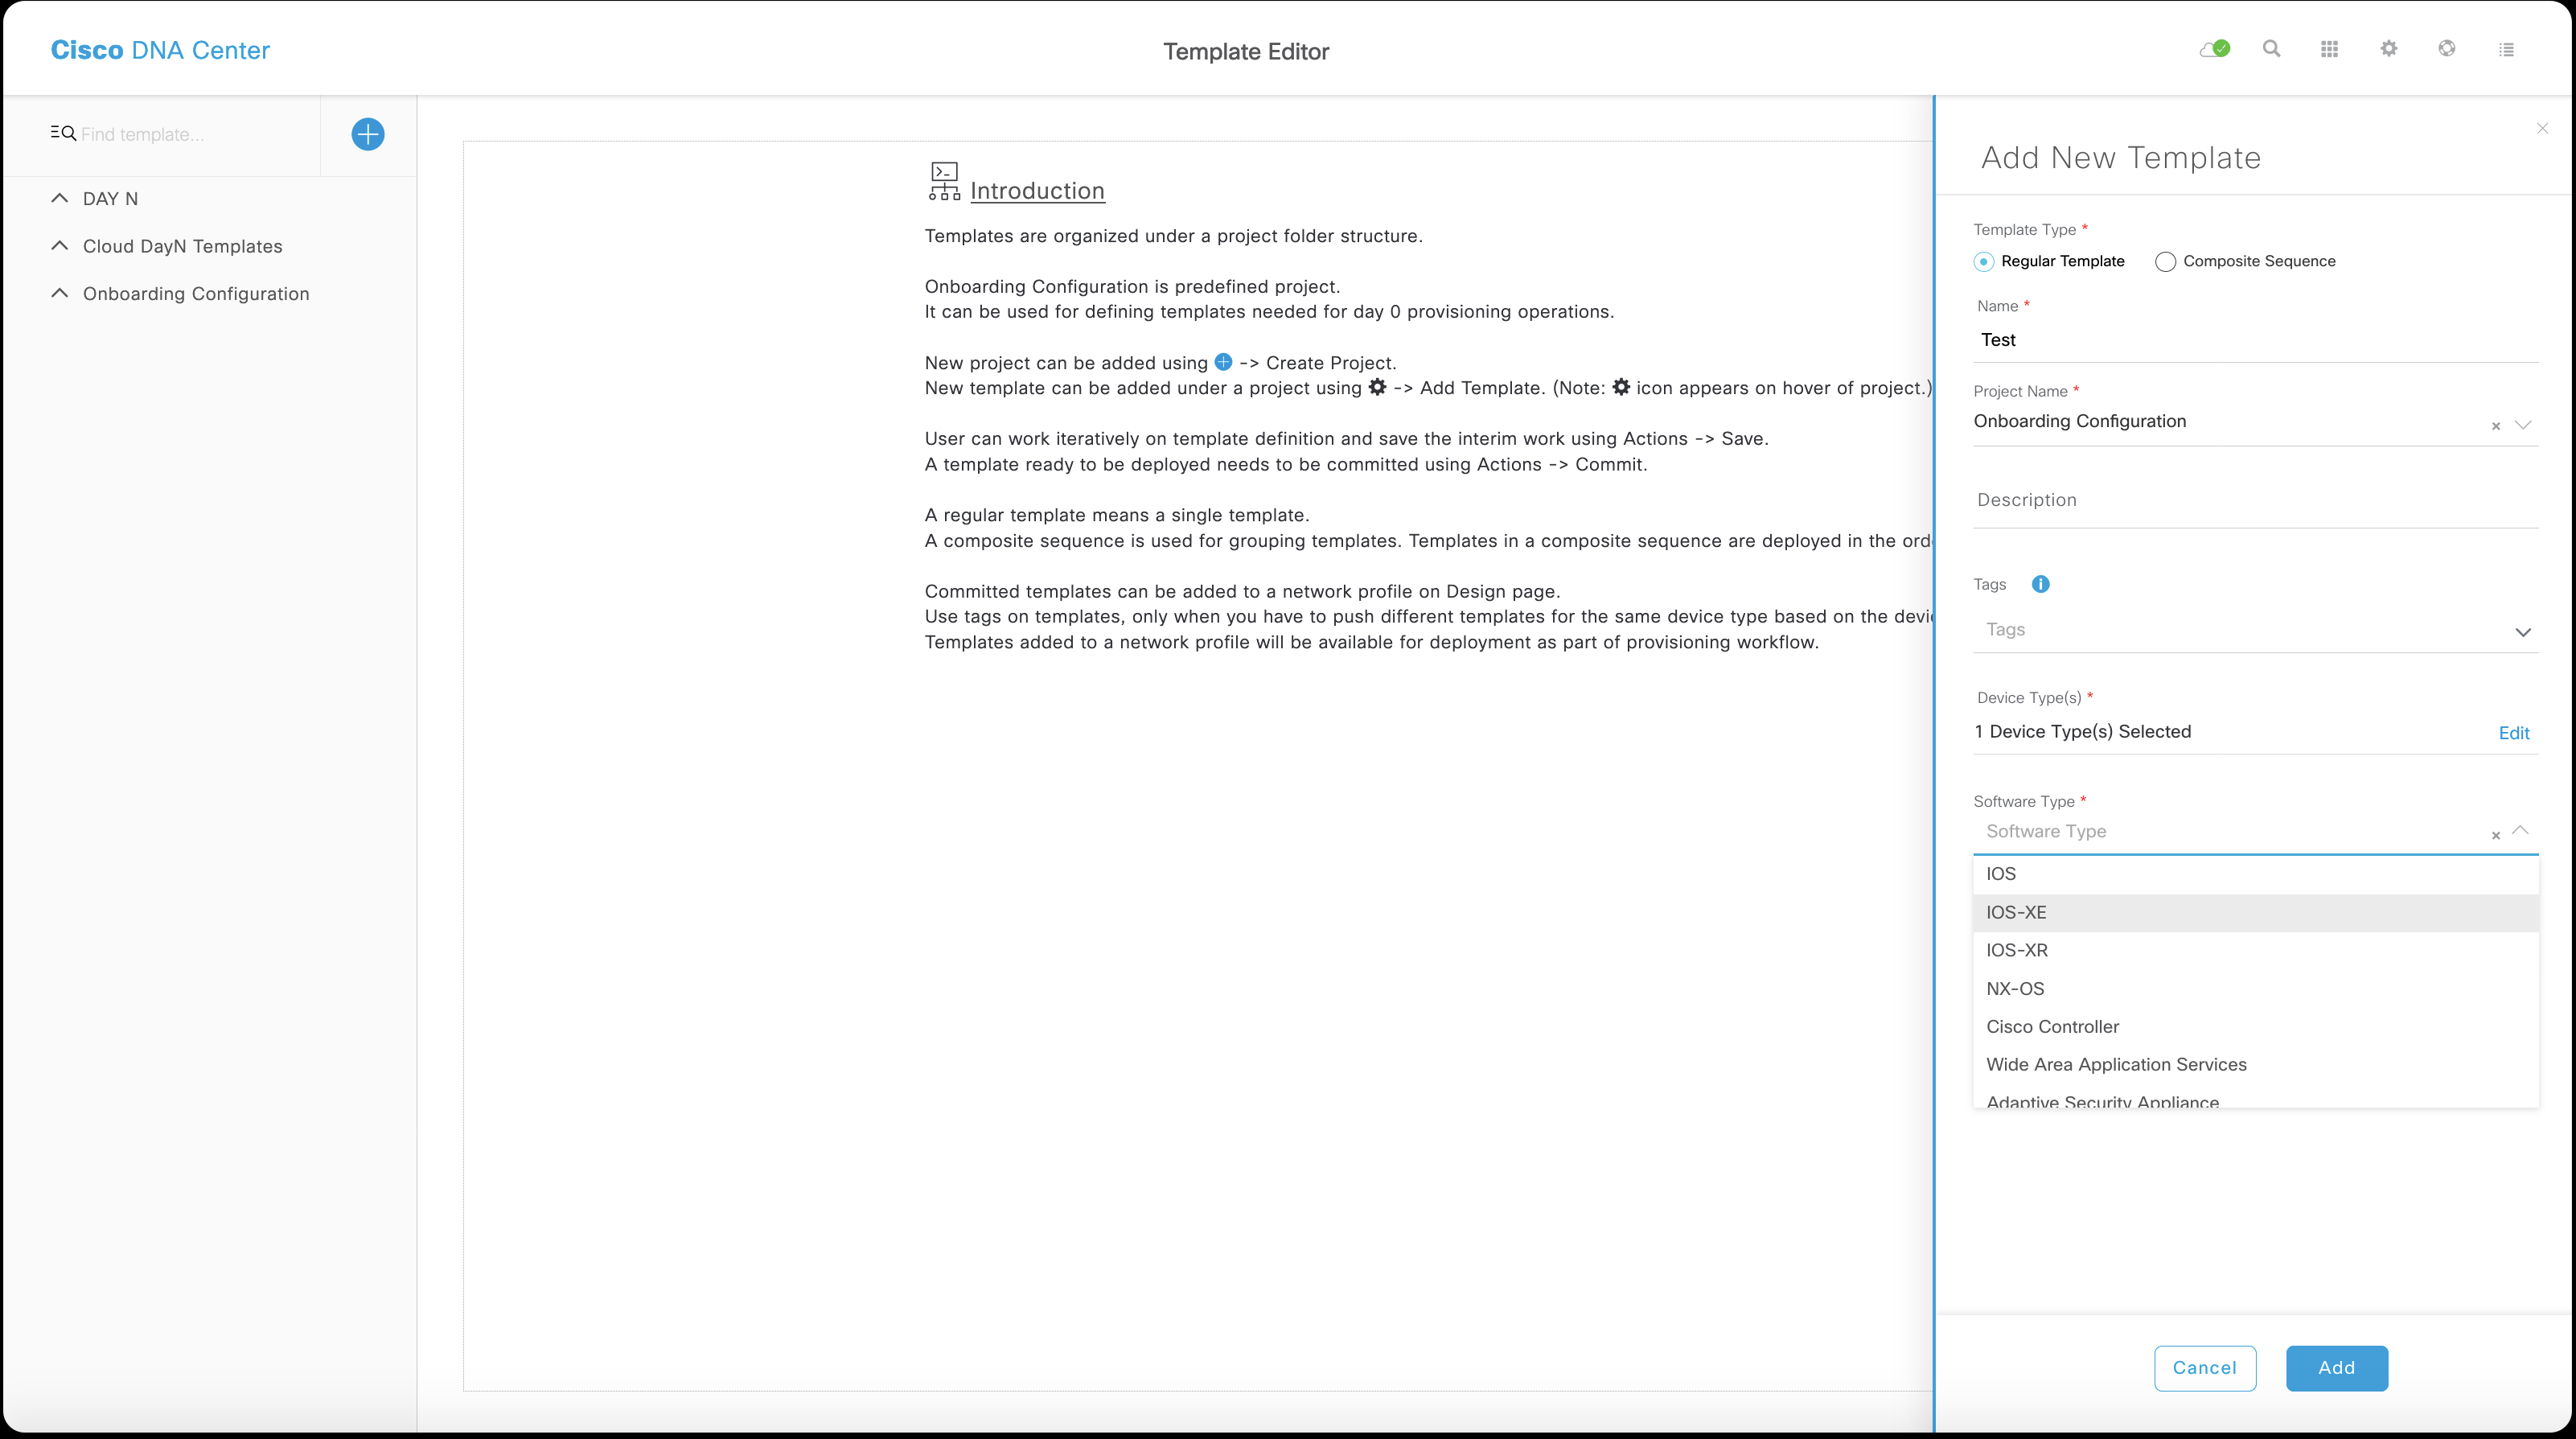 Cisco DNA Center
Template Editor
Find template...
DAY N
Cloud DayN Templates
Onboarding Configuration
Introduction
Templates are organized under a project folder structure.
Onboarding Configuration is predefined project.
It can be used for defining templates needed for day 0 provisioning operations.
New project can be added using -> Create Project.
New template can be added under a project using -> Add Template. (Note: icon appears on hover of project.)
User can work iteratively on template definition and save the interim work using Actions -> Save.
A template ready to be deployed needs to be committed using Actions -> Commit.
A regular template means a single template.
A composite sequence is used for grouping templates. Templates in a composite sequence are deployed in the ord
Committed templates can be added to a network profile on Design page.
Use tags on templates, only when you have to push different templates for the same device type based on the devi
Templates added to a network profile will be available for deployment as part of provisioning workflow.
Add New Template
Template Type *
Regular Template Composite Sequence
Name *
Test
Project Name *
Onboarding Configuration
Description
Tags
Tags
Device Type(s) *
1 Device Type(s) Selected Edit
Software Type *
Software Type
IOS
IOS-XE
IOS-XR
NX-OS
Cisco Controller
Wide Area Application Services
Adaptive Security Appliance
Cancel Add